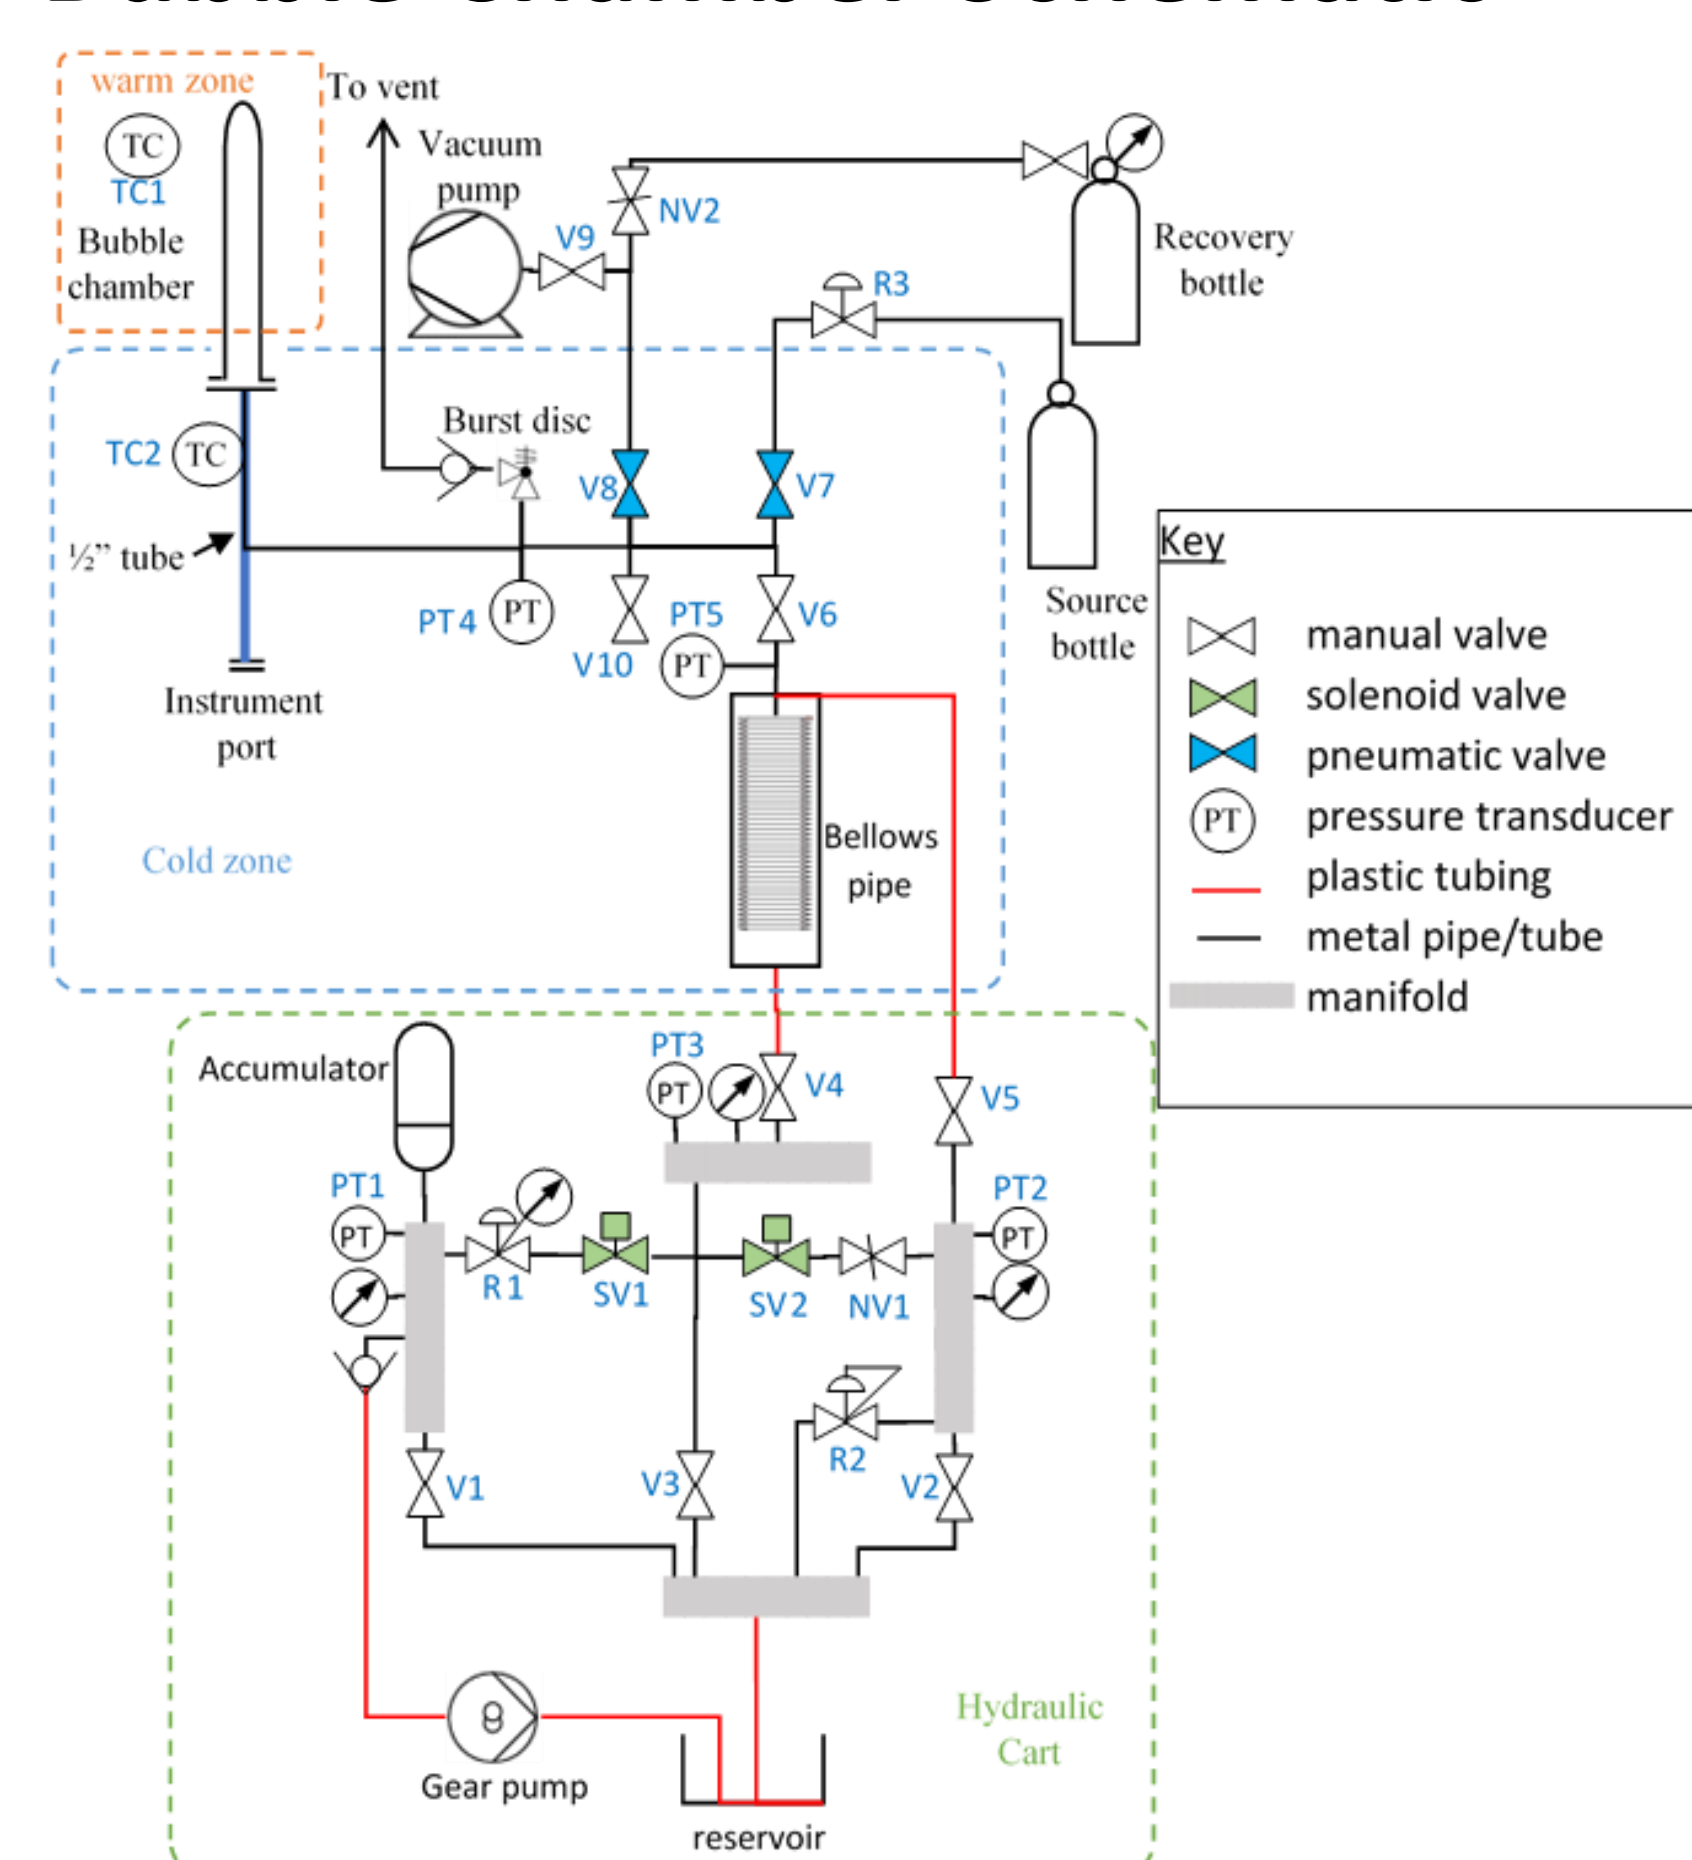 Bubble Chamber Schematic
warm zone
To vent
TC
TC1
Vacuum
pump
NV2
V9
Bubble
chamber
R3
Recovery
bottle
Burst disc
TC2
TC
V8
V7
½” tube
PT4
PT
PT5
V6
V10
PT
Source
bottle
Instrument
port
Bellows
pipe
Cold zone
Key
manual valve
solenoid valve
pneumatic valve
PT
pressure transducer
plastic tubing
metal pipe/tube
manifold
Accumulator
PT3
PT
V4
V5
PT1
PT
PT2
PT
R1
SV1
SV2
NV1
R2
V1
V3
V2
Hydraulic
Cart
Gear pump
reservoir